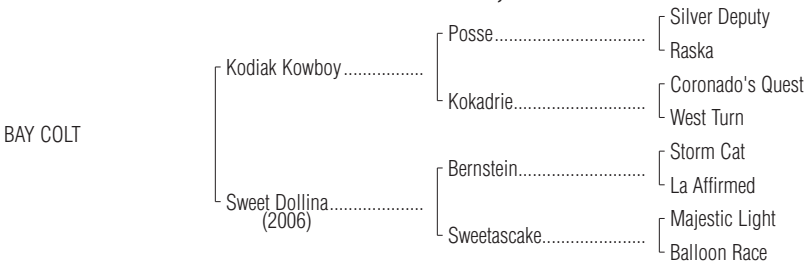 Silver Deputy
Posse..............................
Raska
Kodiak Kowboy................
Coronado's Quest
Kokadrie..........................
West Turn
BAY COLT
Storm Cat
Bernstein.........................
La Affirmed
Sweet Dollina...................
(2006)
Majestic Light
Sweetascake.....................
Balloon Race